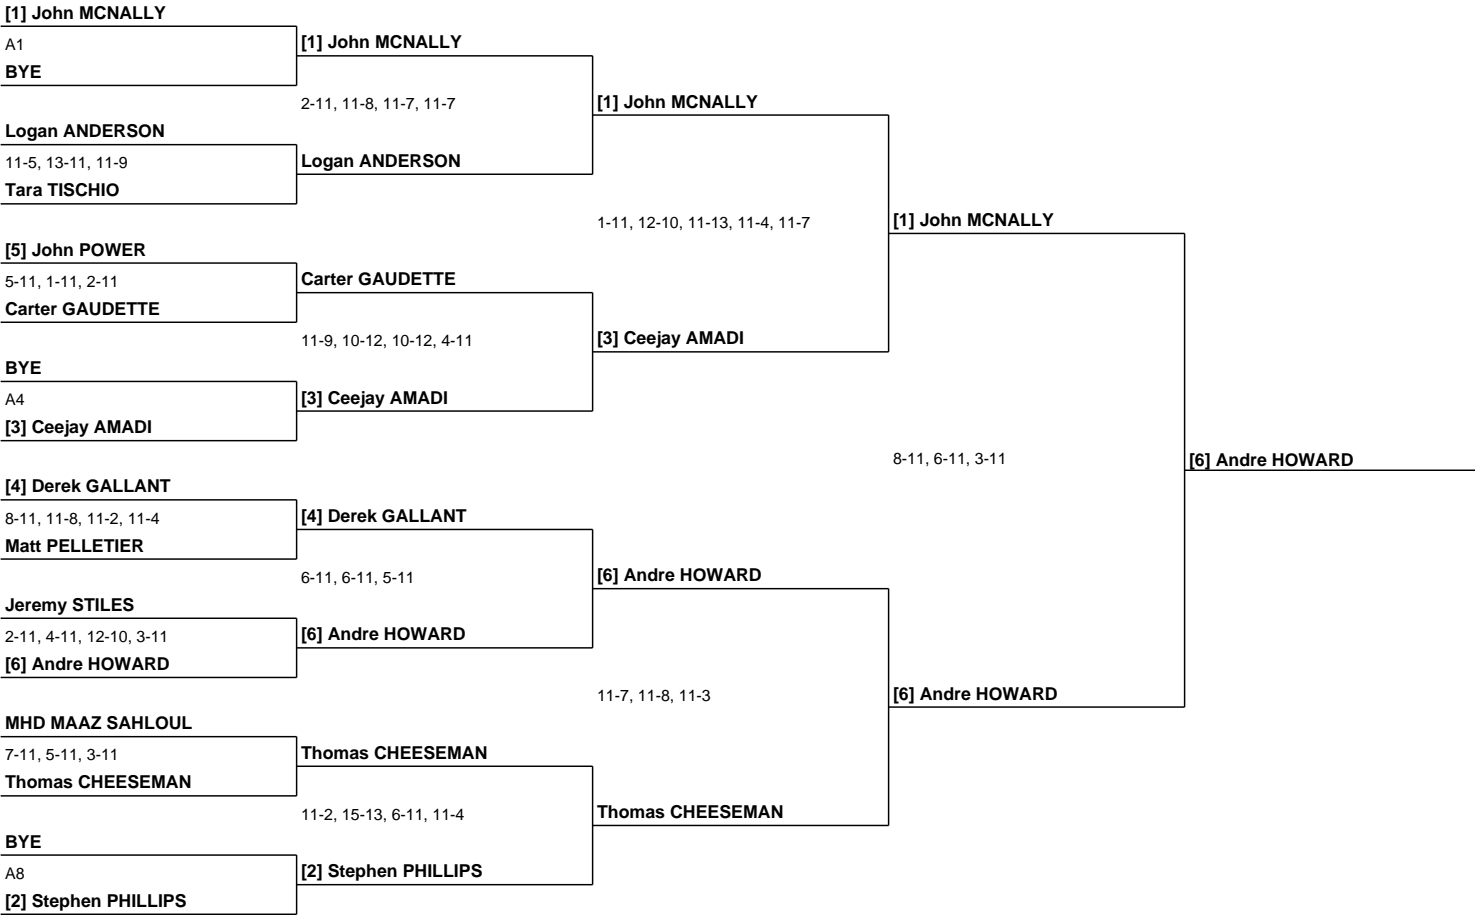 [1] John MCNALLY
A1
BYE
Logan ANDERSON
11-5, 13-11, 11-9
Tara TISCHIO
[5] John POWER
5-11, 1-11, 2-11
Carter GAUDETTE
BYE
A4
[3] Ceejay AMADI
[4] Derek GALLANT
8-11, 11-8, 11-2, 11-4
Matt PELLETIER
Jeremy STILES
2-11, 4-11, 12-10, 3-11
[6] Andre HOWARD
MHD MAAZ SAHLOUL
7-11, 5-11, 3-11
Thomas CHEESEMAN
BYE
A8
[2] Stephen PHILLIPS
[1] John MCNALLY
2-11, 11-8, 11-7, 11-7
Logan ANDERSON
Carter GAUDETTE
11-9, 10-12, 10-12, 4-11
[3] Ceejay AMADI
[4] Derek GALLANT
6-11, 6-11, 5-11
[6] Andre HOWARD
Thomas CHEESEMAN
11-2, 15-13, 6-11, 11-4
[2] Stephen PHILLIPS
[1] John MCNALLY
1-11, 12-10, 11-13, 11-4, 11-7
[3] Ceejay AMADI
[6] Andre HOWARD
11-7, 11-8, 11-3
Thomas CHEESEMAN
[1] John MCNALLY
8-11, 6-11, 3-11
[6] Andre HOWARD
[6] Andre HOWARD